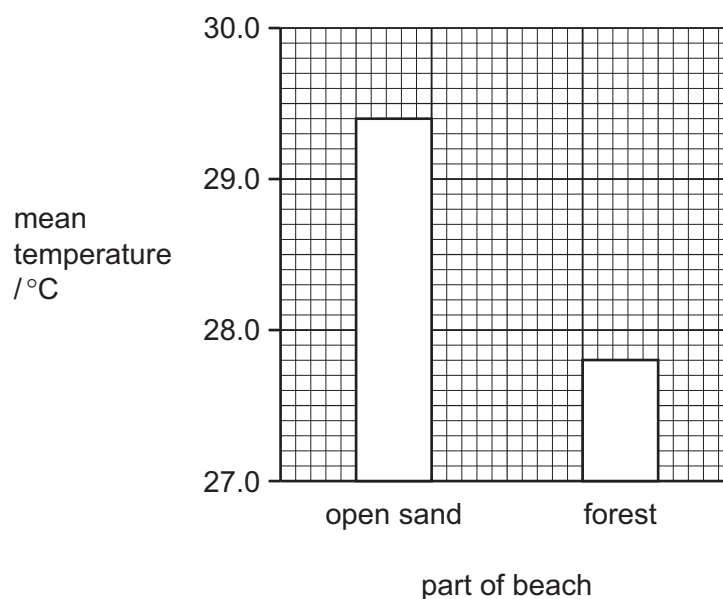 30.0
29.0
mean
temperature
/ °C
28.0
27.0
open sand forest
part of beach